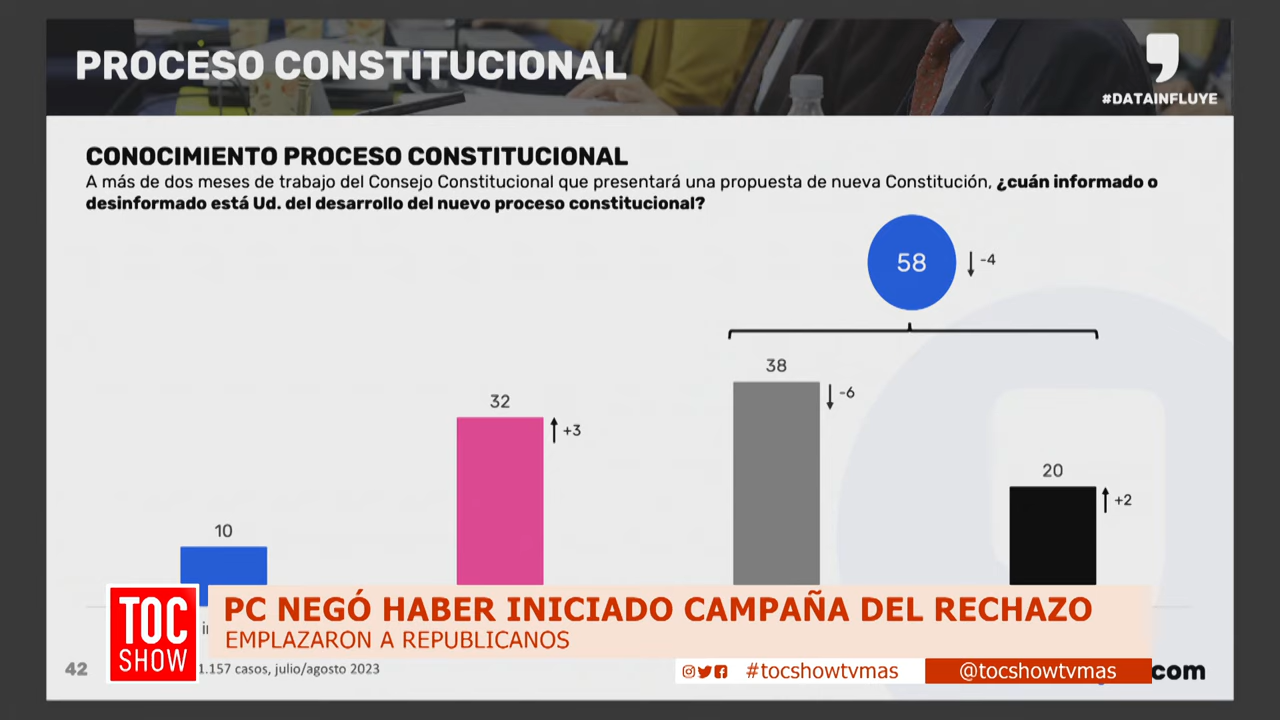 PROCESO CONSTITUCIONAL
#DATAINFLUYE
CONOCIMIENTO PROCESO CONSTITUCIONAL
A más de dos meses de trabajo del Consejo Constitucional que presentará una propuesta de nueva Constitución, ¿cuán informado o
desinformado está Ud. del desarrollo del nuevo proceso constitucional?
58
-4
38
-6
32
+3
20
+2
10
TOC
SHOW
PC NEGÓ HABER INICIADO CAMPAÑA DEL RECHAZO
EMPLAZARON A REPUBLICANOS
42
1.157 casos, julio/agosto 2023
#tocshowtvmas
@tocshowtvmas
com